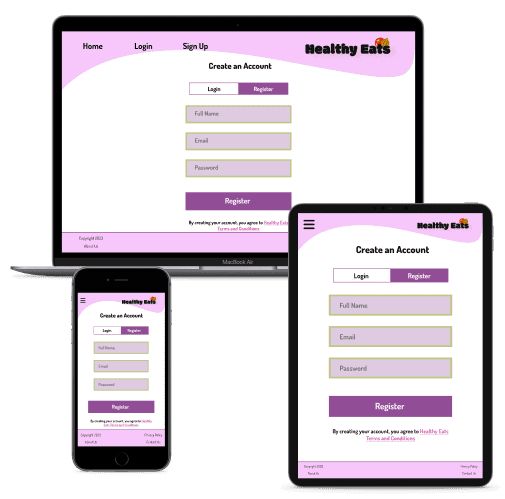 Home Login Sign Up Healthy Eats
Create an Account
Login Register
Full Name
Email
Password
Register
By creating your account, you agree to Healthy Eats
Terms and Conditions
Copyright 2023
About Us
MacBook Air
Healthy Eats
Create an Account
Login Register
Full Name
Email
Password
Register
By creating your account, you agree to Healthy
Eats Terms and Conditions
Copyright 2023 Privacy Policy
About Us Contact Us
Healthy Eats
Create an Account
Login Register
Full Name
Email
Password
Register
By creating your account, you agree to Healthy Eats
Terms and Conditions
Copyright 2023 Privacy Policy
About Us Contact Us